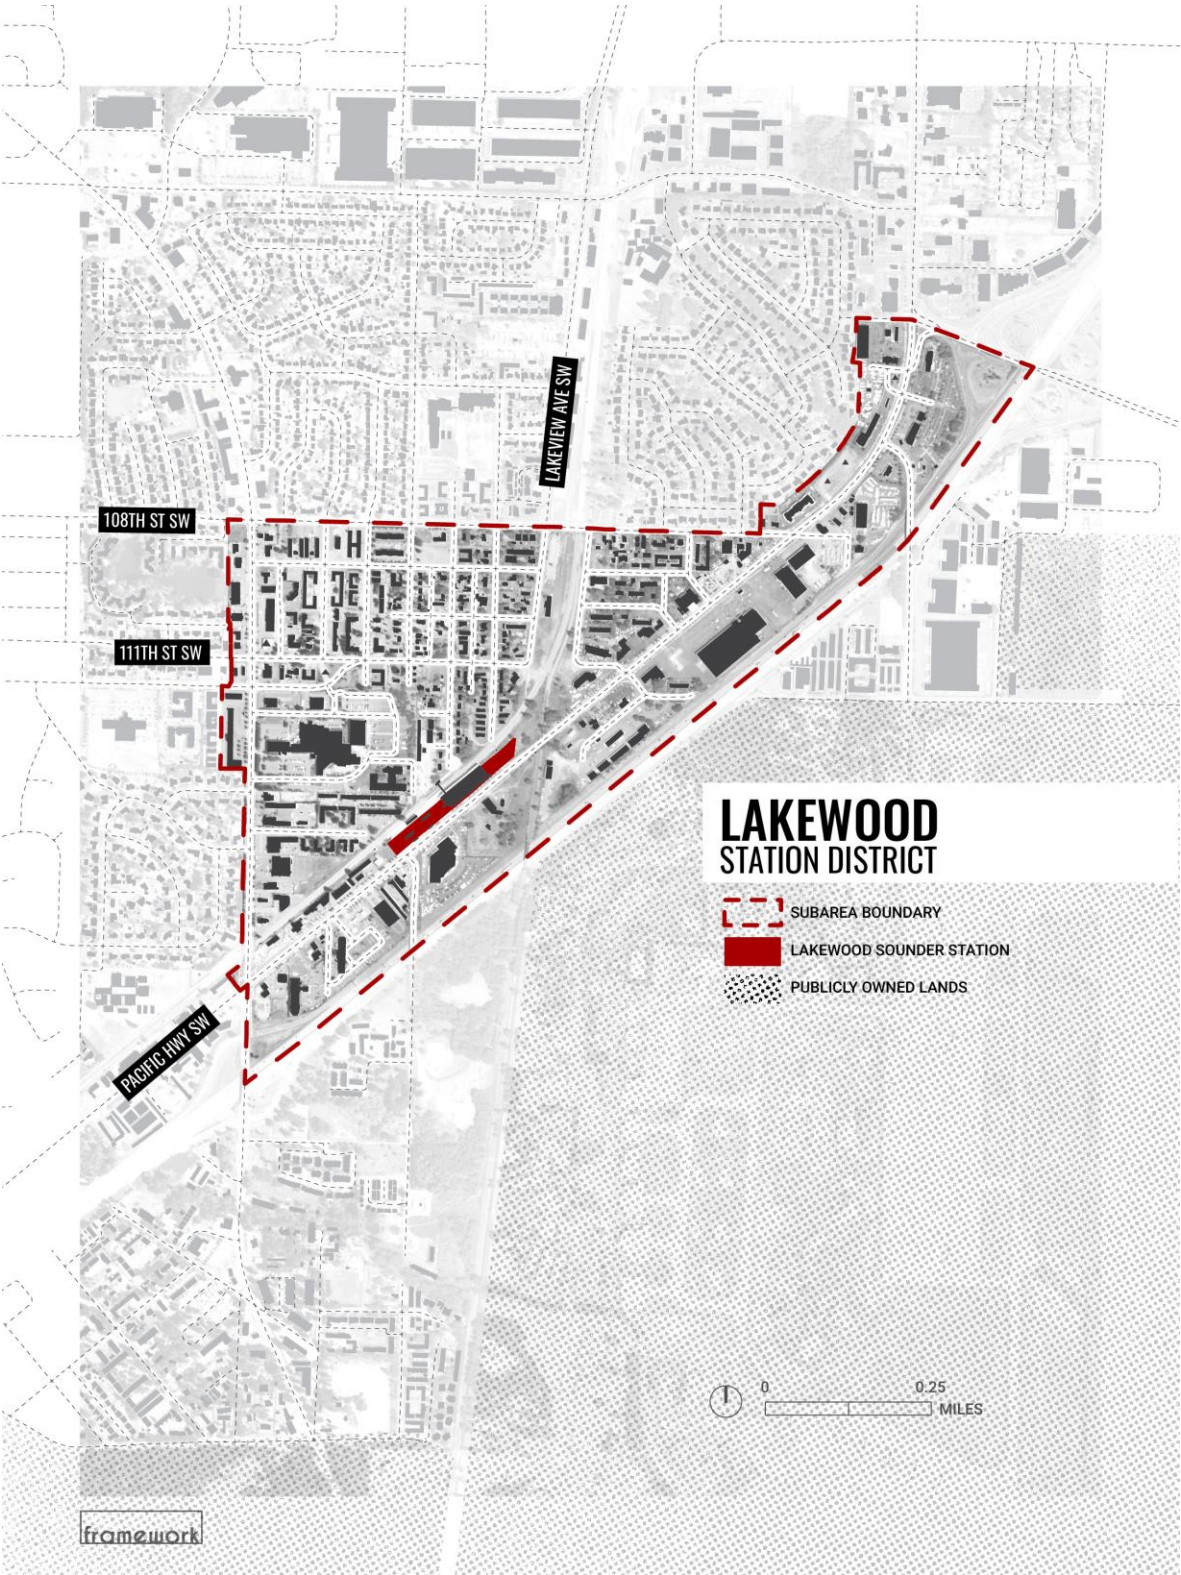 LAKEVIEW AVE SW
108TH ST SW
111TH ST SW
PACIFIC HWY SW
LAKEWOOD
STATION DISTRICT
SUBAREA BOUNDARY
LAKEWOOD SOUNDER STATION
PUBLICLY OWNED LANDS
0 0.25
MILES
framework